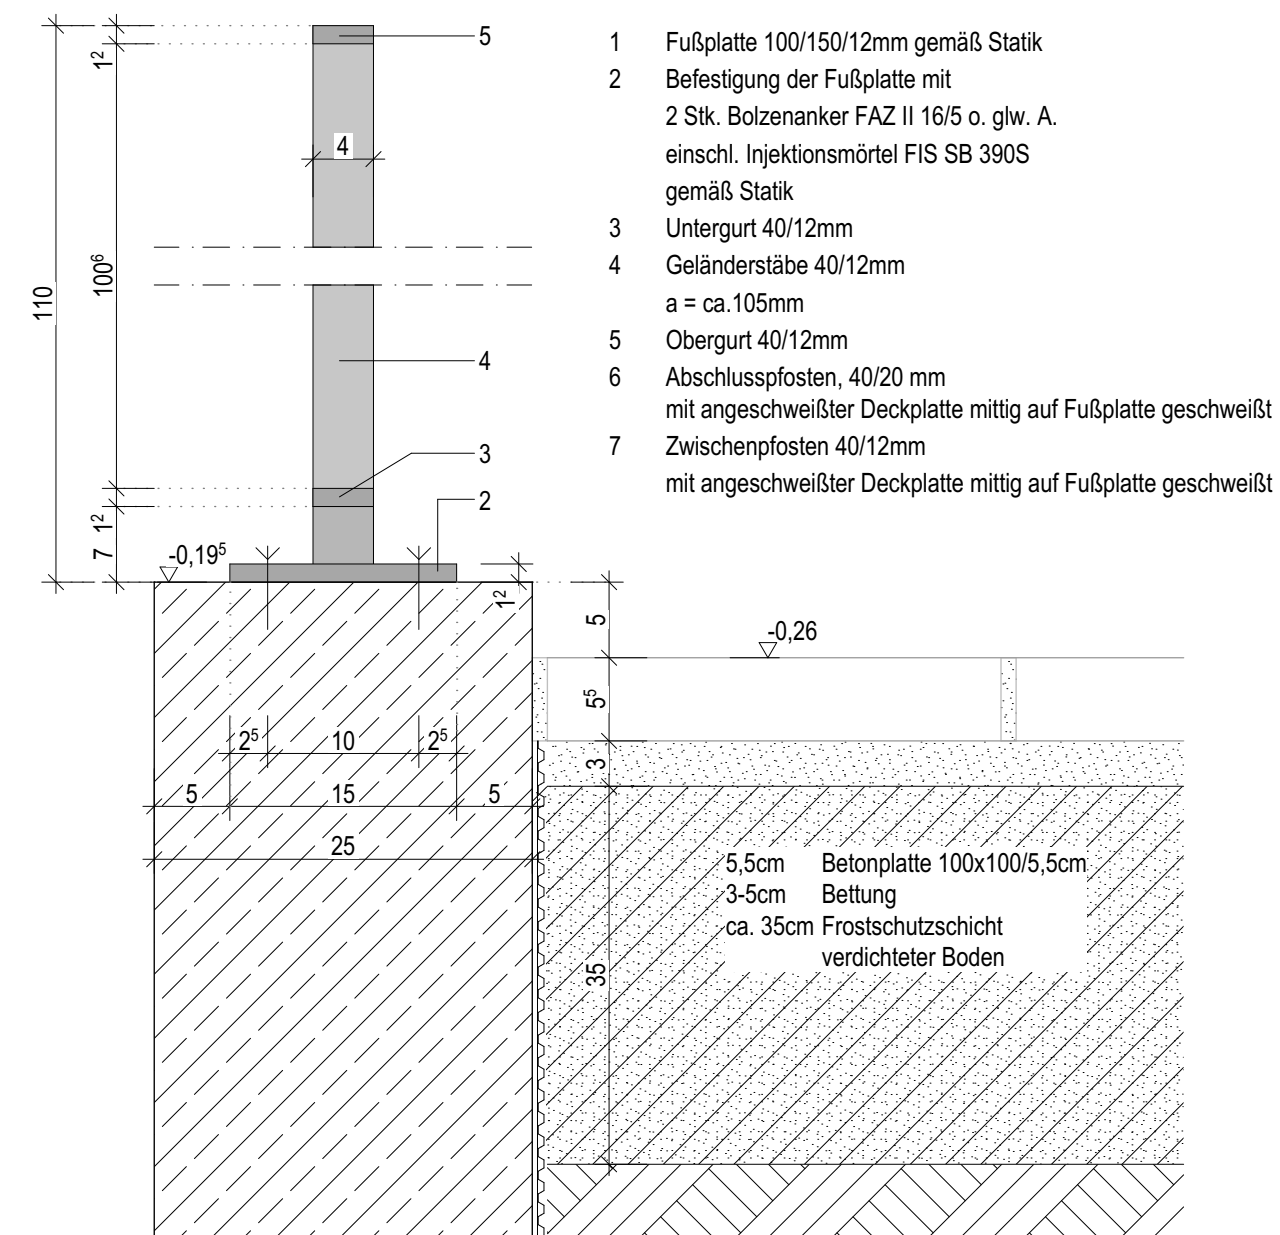 1 Fußplatte 100/150/12mm gemäß Statik
2 Befestigung der Fußplatte mit
2 Stk. Bolzenanker FAZ II 16/5 o. glw. A.
einschl. Injektionsmörtel FIS SB 390S
gemäß Statik
3 Untergurt 40/12mm
4 Geländerstäbe 40/12mm
a = ca.105mm
5 Obergurt 40/12mm
6 Abschlusspfosten, 40/20 mm
mit angeschweißter Deckplatte mittig auf Fußplatte geschweißt
7 Zwischenpfosten 40/12mm
mit angeschweißter Deckplatte mittig auf Fußplatte geschweißt
5
1²
4
100⁶
110
4
3
2
1²
7
-0,19⁵
1²
5
-0,26
5⁵
2⁵ 10 2⁵
3
5 15 5
25
5,5cm Betonplatte 100x100/5,5cm
3-5cm Bettung
ca. 35cm Frostschutzschicht
verdichteter Boden
35